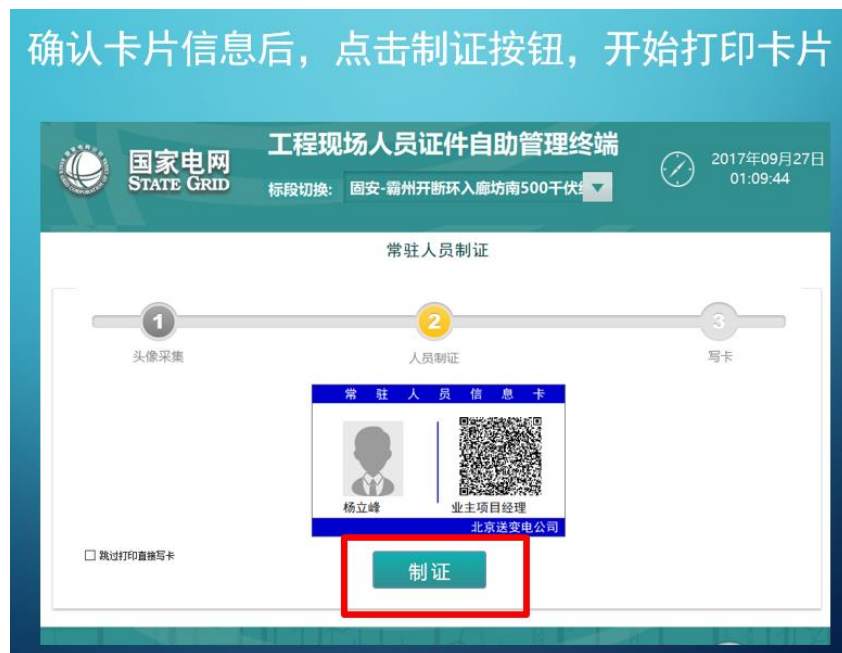 确认卡片信息后，点击制证按钮，开始打印卡片
工程现场人员证件自助管理终端
国家电网
STATE GRID
标段切换： 固安-霸州开断环入廊坊南500千伏
2017年09月27日
01:09:44
常驻人员制证
1 2 3
头像采集 人员制证 写卡
常驻人员信息卡
杨立峰 业主项目经理
北京送变电公司
跳过打印直接写卡
制证